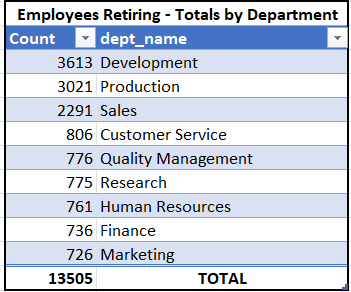 Employees Retiring - Totals by Department
Count dept_name
3613 Development
3021 Production
2291 Sales
806 Customer Service
776 Quality Management
775 Research
761 Human Resources
736 Finance
726 Marketing
13505 TOTAL